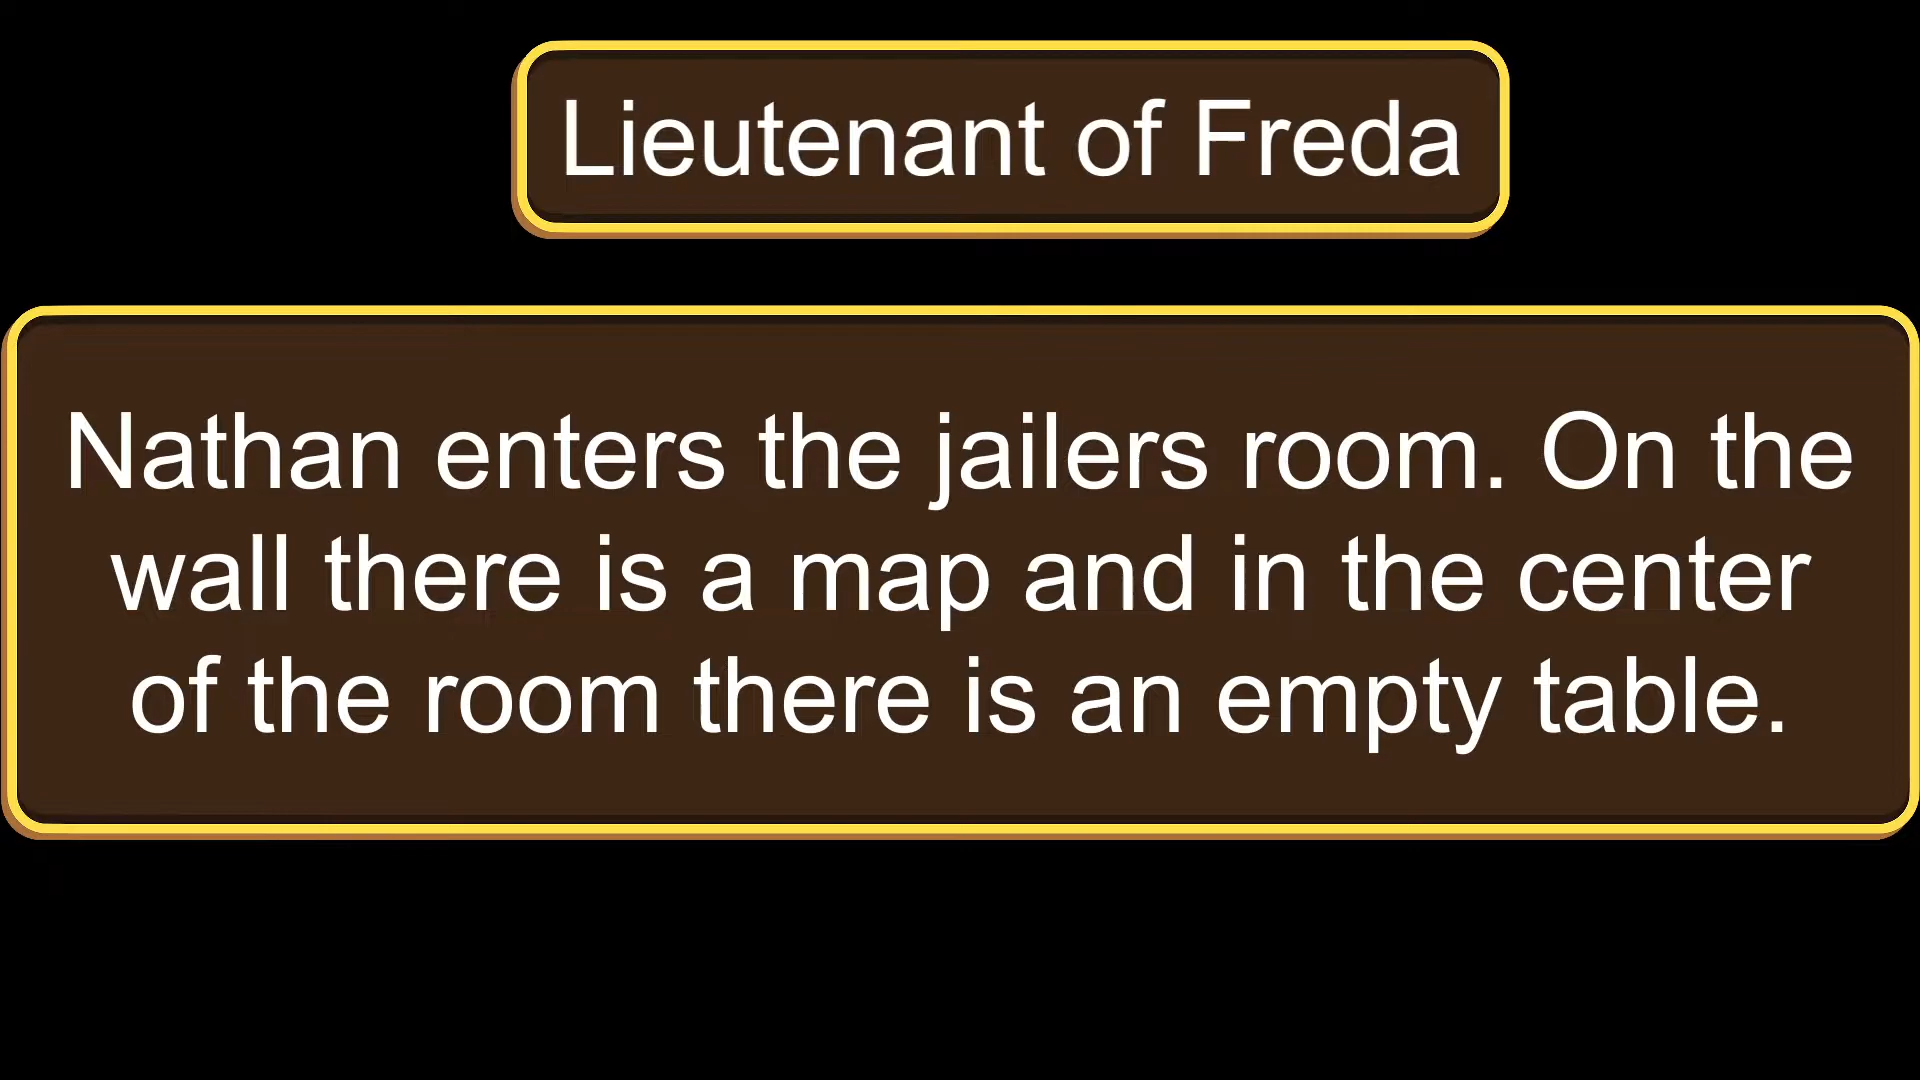 Lieutenant of Freda
Nathan enters the jailers room. On the
wall there is a map and in the center
of the room there is an empty table.